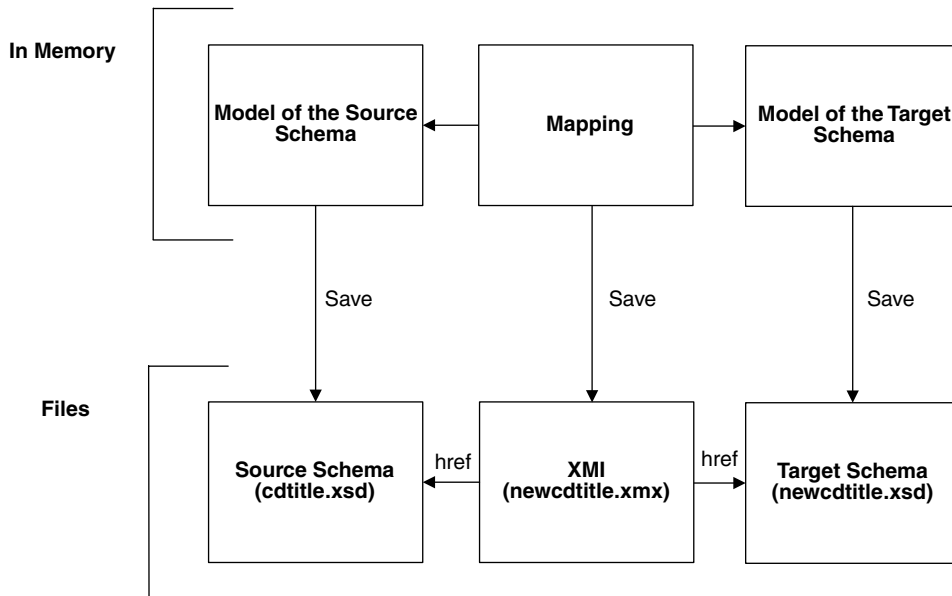 In Memory
Model of the Source
Schema
Mapping
Model of the Target
Schema
Save
Save
Save
Files
Source Schema
(cdtitle.xsd)
href
XMI
(newcdtitle.xmx)
href
Target Schema
(newcdtitle.xsd)